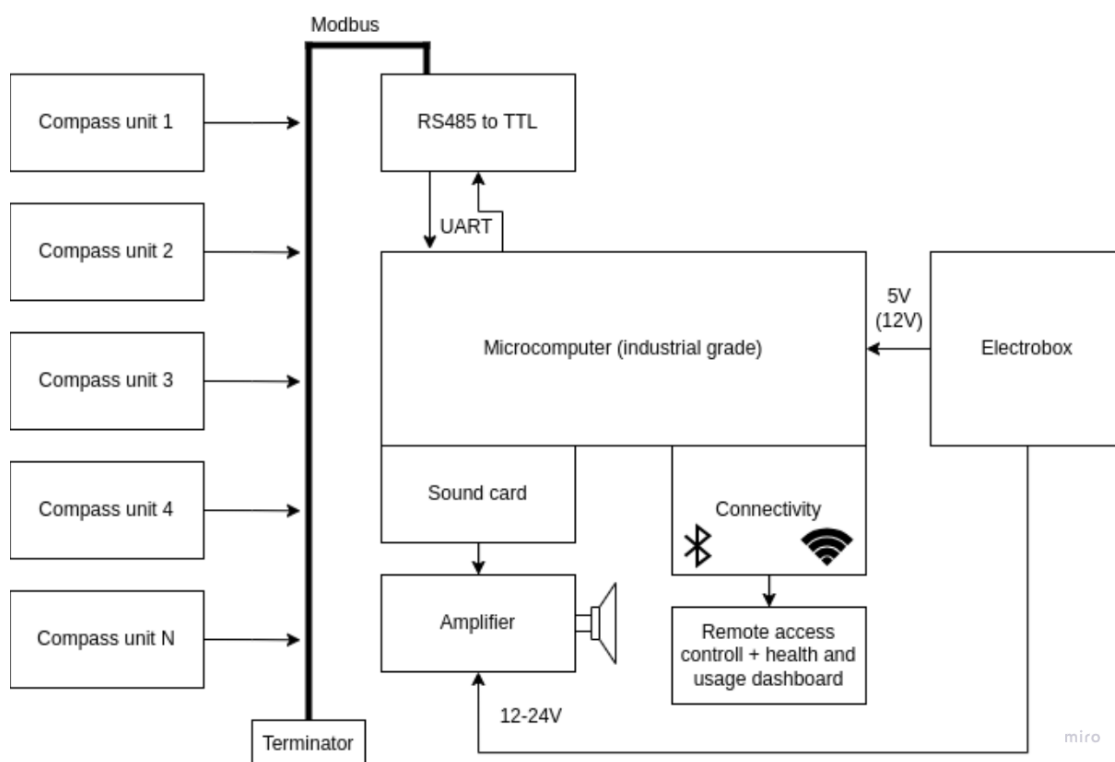 Modbus
Compass unit 1
RS485 to TTL
Compass unit 2
UART
5V
(12V)
Compass unit 3
Microcomputer (industrial grade)
Electrobox
Compass unit 4
Sound card
Connectivity
Compass unit N
Amplifier
Remote access
controll + health and
usage dashboard
12-24V
Terminator
miro